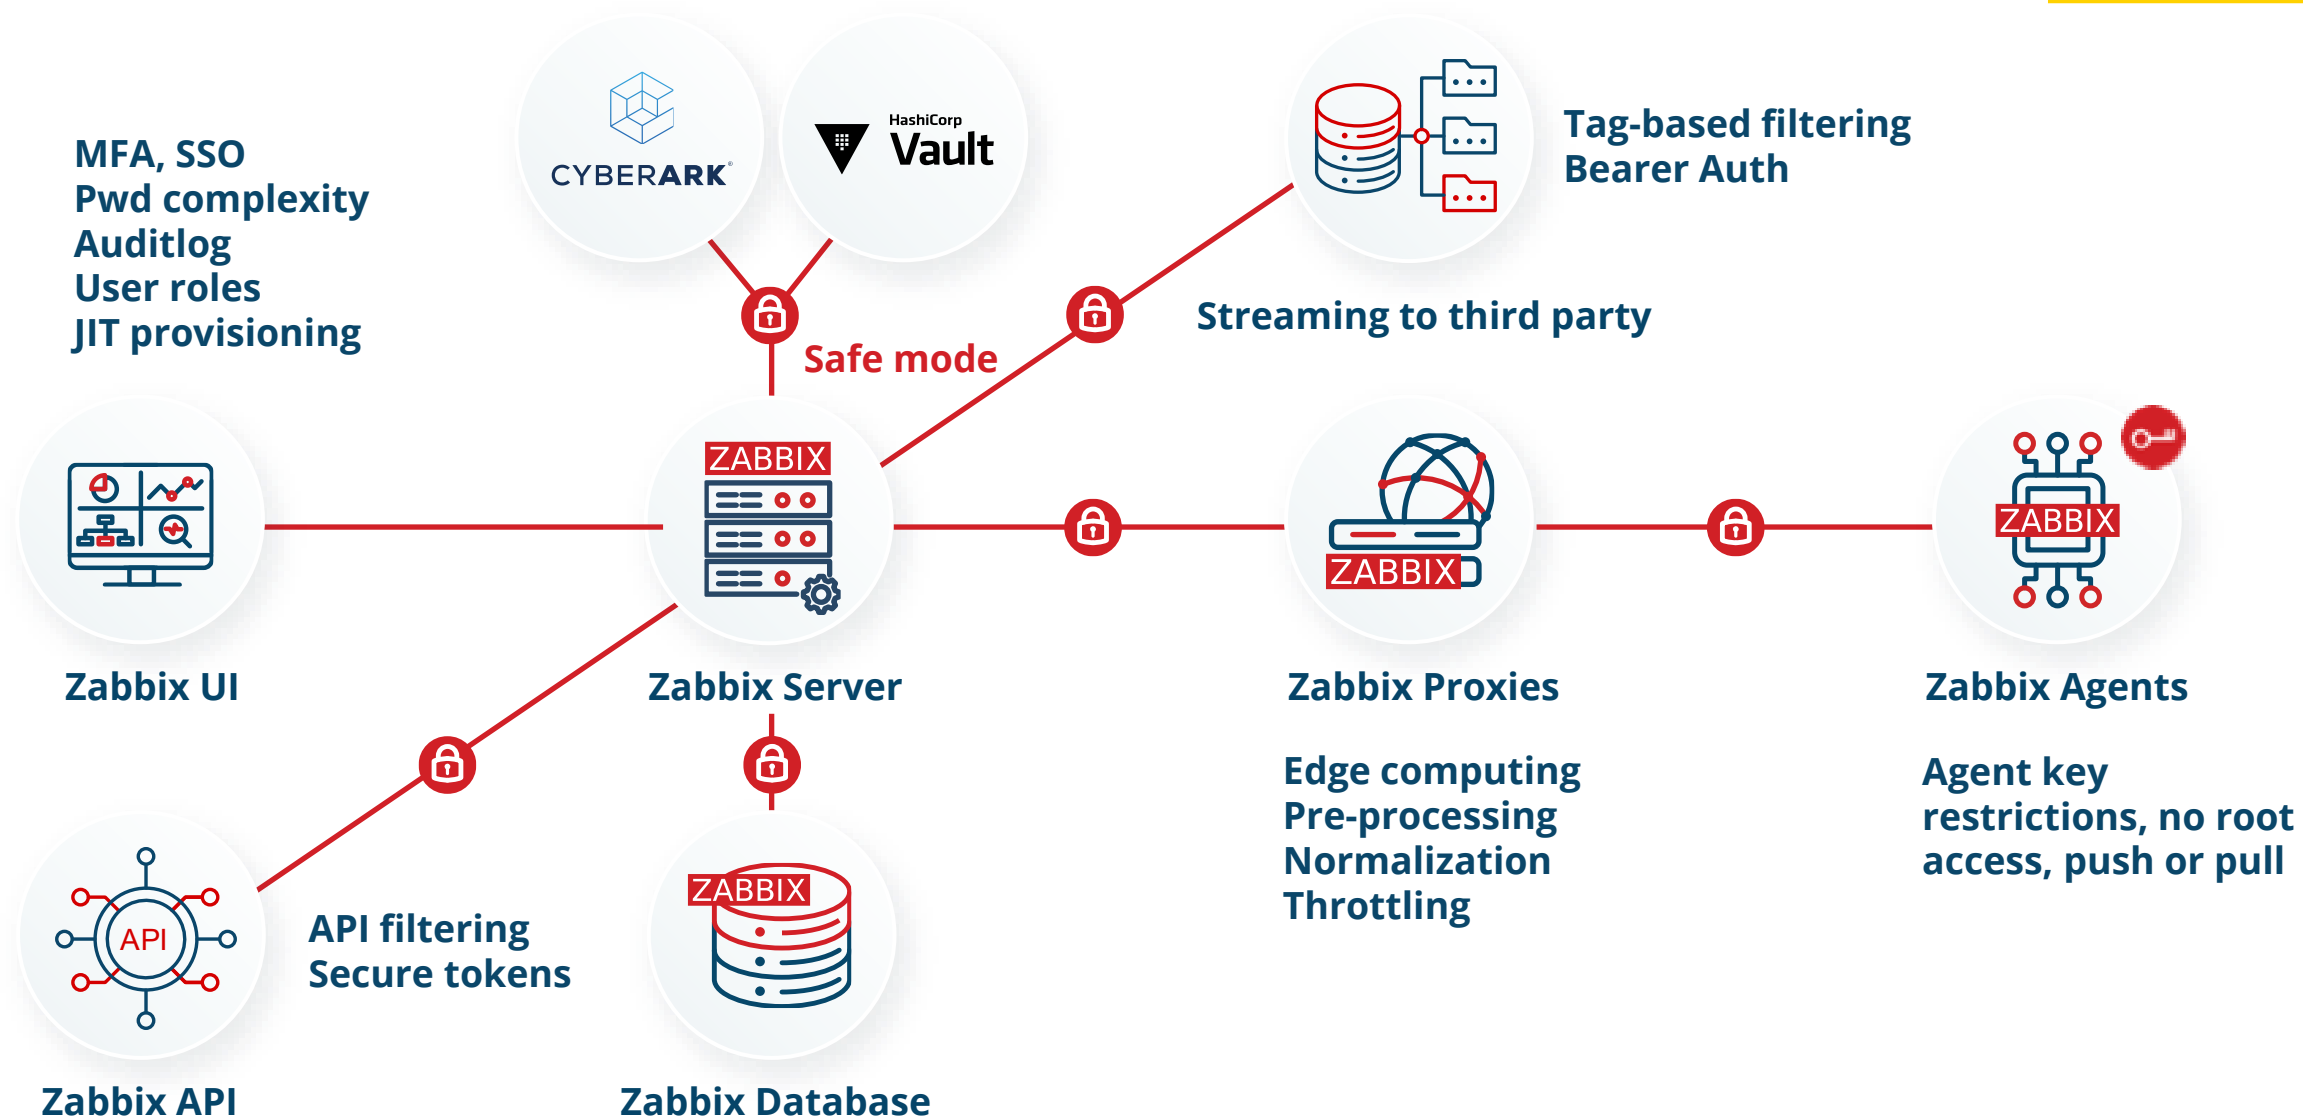 MFA, SSO
Pwd complexity
Auditlog
User roles
JIT provisioning
CYBERARK®
HashiCorp
Vault
Tag-based filtering
Bearer Auth
Streaming to third party
Safe mode
ZABBIX
ZABBIX
ZABBIX
Zabbix UI
Zabbix Server
Zabbix Proxies
Zabbix Agents
Edge computing
Pre-processing
Normalization
Throttling
Agent key
restrictions, no root
access, push or pull
API
API filtering
Secure tokens
ZABBIX
Zabbix API
Zabbix Database